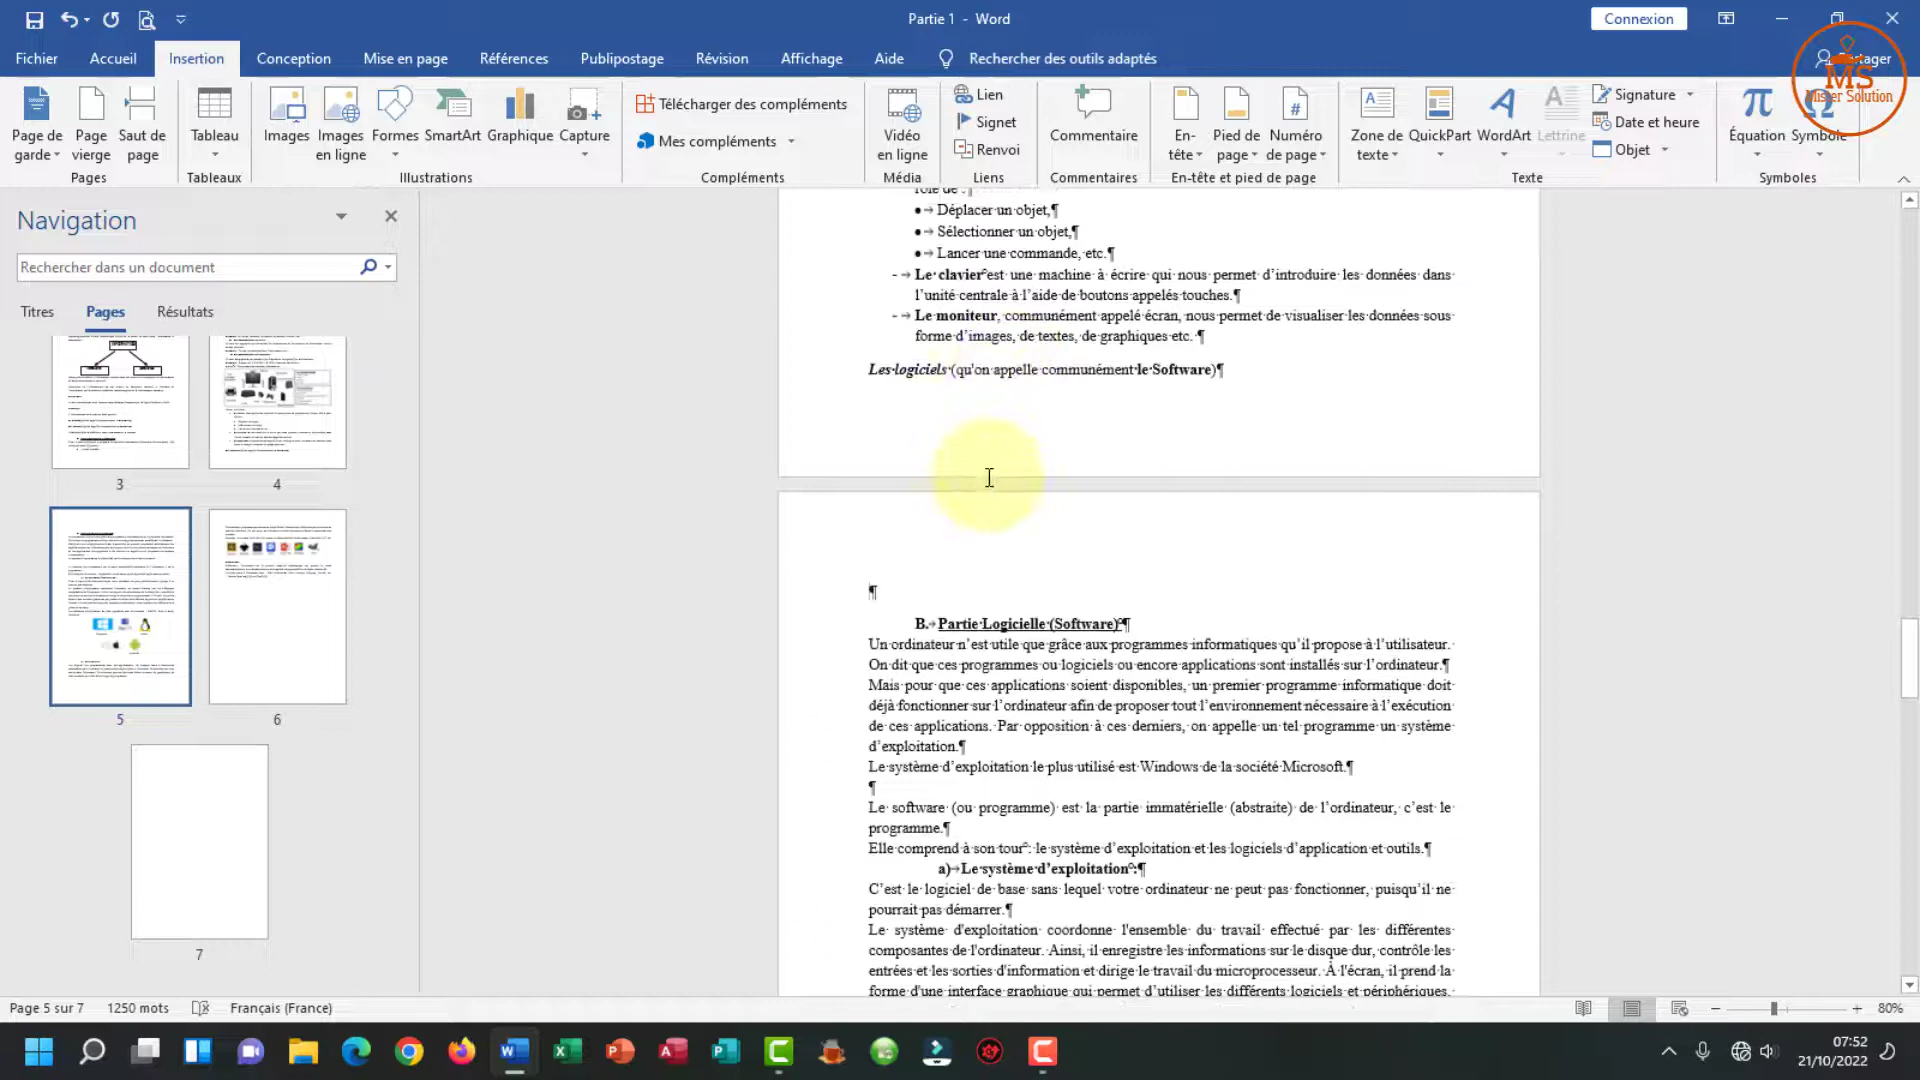 Partie 1 - Word
Connexion
Fichier Accueil Insertion Conception Mise en page Références Publipostage Révision Affichage Aide Rechercher des outils adaptés
Partager
MS
Mister Solution
Page de garde Page vierge Saut de page
Pages
Tableau
Tableaux
Images Images en ligne Formes SmartArt Graphique Capture
Illustrations
Télécharger des compléments
Mes compléments
Compléments
Vidéo en ligne
Média
Lien
Signet
Renvoi
Liens
Commentaire
Commentaires
En-tête Pied de page Numéro de page
En-tête et pied de page
Zone de texte QuickPart WordArt Lettrine
Signature
Date et heure
Objet
Texte
Équation Symbole
Symboles
Navigation
Rechercher dans un document
Titres Pages Résultats
3 4
5 6
7
rôle de :¶
• Déplacer un objet,¶
• Sélectionner un objet,¶
• Lancer une commande, etc.¶
- Le clavier est une machine à écrire qui nous permet d’introduire les données dans
l’unité centrale à l’aide de boutons appelés touches.¶
- Le moniteur, communément appelé écran, nous permet de visualiser les données sous
forme d’images, de textes, de graphiques etc. ¶
Les logiciels (qu'on appelle communément le Software)¶
¶
B. Partie Logicielle (Software)¶
Un ordinateur n’est utile que grâce aux programmes informatiques qu’il propose à l’utilisateur.
On dit que ces programmes ou logiciels ou encore applications sont installés sur l’ordinateur.¶
Mais pour que ces applications soient disponibles, un premier programme informatique doit
déjà fonctionner sur l’ordinateur afin de proposer tout l’environnement nécessaire à l’exécution
de ces applications. Par opposition à ces derniers, on appelle un tel programme un système
d’exploitation.¶
Le système d’exploitation le plus utilisé est Windows de la société Microsoft.¶
¶
Le software (ou programme) est la partie immatérielle (abstraite) de l’ordinateur, c’est le
programme.¶
Elle comprend à son tour : le système d’exploitation et les logiciels d’application et outils.¶
a) Le système d’exploitation :¶
C’est le logiciel de base sans lequel votre ordinateur ne peut pas fonctionner, puisqu’il ne
pourrait pas démarrer.¶
Le système d'exploitation coordonne l'ensemble du travail effectué par les différentes
composantes de l'ordinateur. Ainsi, il enregistre les informations sur le disque dur, contrôle les
entrées et les sorties d'information et dirige le travail du microprocesseur. À l'écran, il prend la
forme d'une interface graphique qui permet d’utiliser les différents logiciels et périphériques.
Page 5 sur 7 1250 mots Français (France)
80%
07:52
21/10/2022